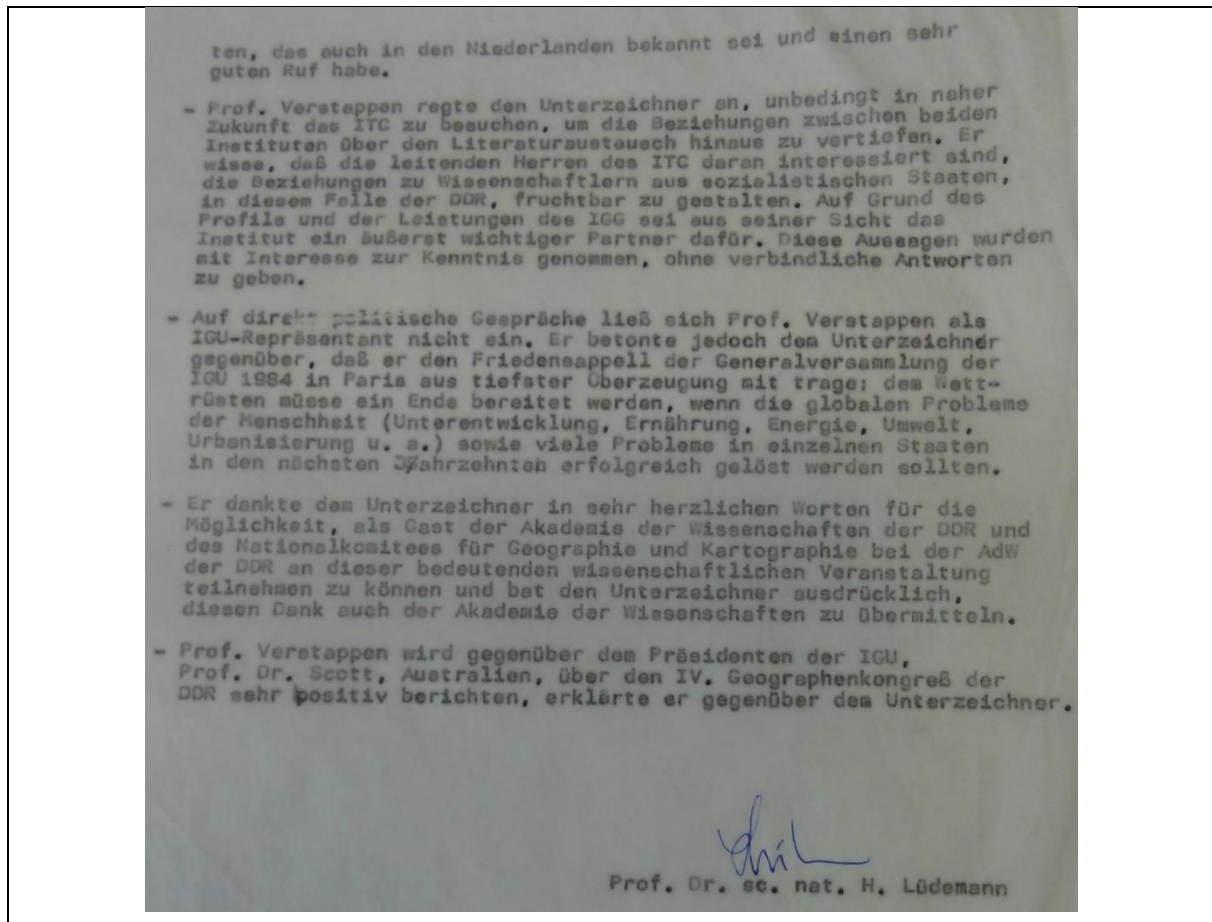 ten, das auch in den Niederlanden bekannt sei und einen sehr
guten Ruf habe.
- Prof. Verstappen regte den Unterzeichner an, unbedingt in naher
Zukunft das ITC zu besuchen, um die Beziehungen zwischen beiden
Instituten über den Literaturaustausch hinaus zu vertiefen. Er
wisse, daß die leitenden Herren des ITC daran interessiert sind,
die Beziehungen zu Wissenschaftlern aus sozialistischen Staaten,
in diesem Falle der DDR, fruchtbar zu gestalten. Auf Grund des
Profils und der Leistungen des IGG sei aus seiner Sicht das
Institut ein äußerst wichtiger Partner dafür. Diese Aussagen wurden
mit Interesse zur Kenntnis genommen, ohne verbindliche Antworten
zu geben.
- Auf direkt politische Gespräche ließ sich Prof. Verstappen als
IGU-Repräsentant nicht ein. Er betonte jedoch dem Unterzeichner
gegenüber, daß er den Friedensappell der Generalversammlung der
IGU 1984 in Paris aus tiefster Überzeugung mit trage; dem Wett-
rüsten müsse ein Ende bereitet werden, wenn die globalen Probleme
der Menschheit (Unterentwicklung, Ernährung, Energie, Umwelt,
Urbanisierung u. a.) sowie viele Probleme in einzelnen Staaten
in den nächsten Jahrzehnten erfolgreich gelöst werden sollten.
- Er dankte dem Unterzeichner in sehr herzlichen Worten für die
Möglichkeit, als Gast der Akademie der Wissenschaften der DDR und
des Nationalkomitees für Geographie und Kartographie bei der AdW
der DDR an dieser bedeutenden wissenschaftlichen Veranstaltung
teilnehmen zu können und bat den Unterzeichner ausdrücklich,
diesen Dank auch der Akademie der Wissenschaften zu übermitteln.
- Prof. Verstappen wird gegenüber dem Präsidenten der IGU,
Prof. Dr. Scott, Australien, über den IV. Geographenkongreß der
DDR sehr positiv berichten, erklärte er gegenüber dem Unterzeichner.
Prof. Dr. sc. nat. H. Lüdemann